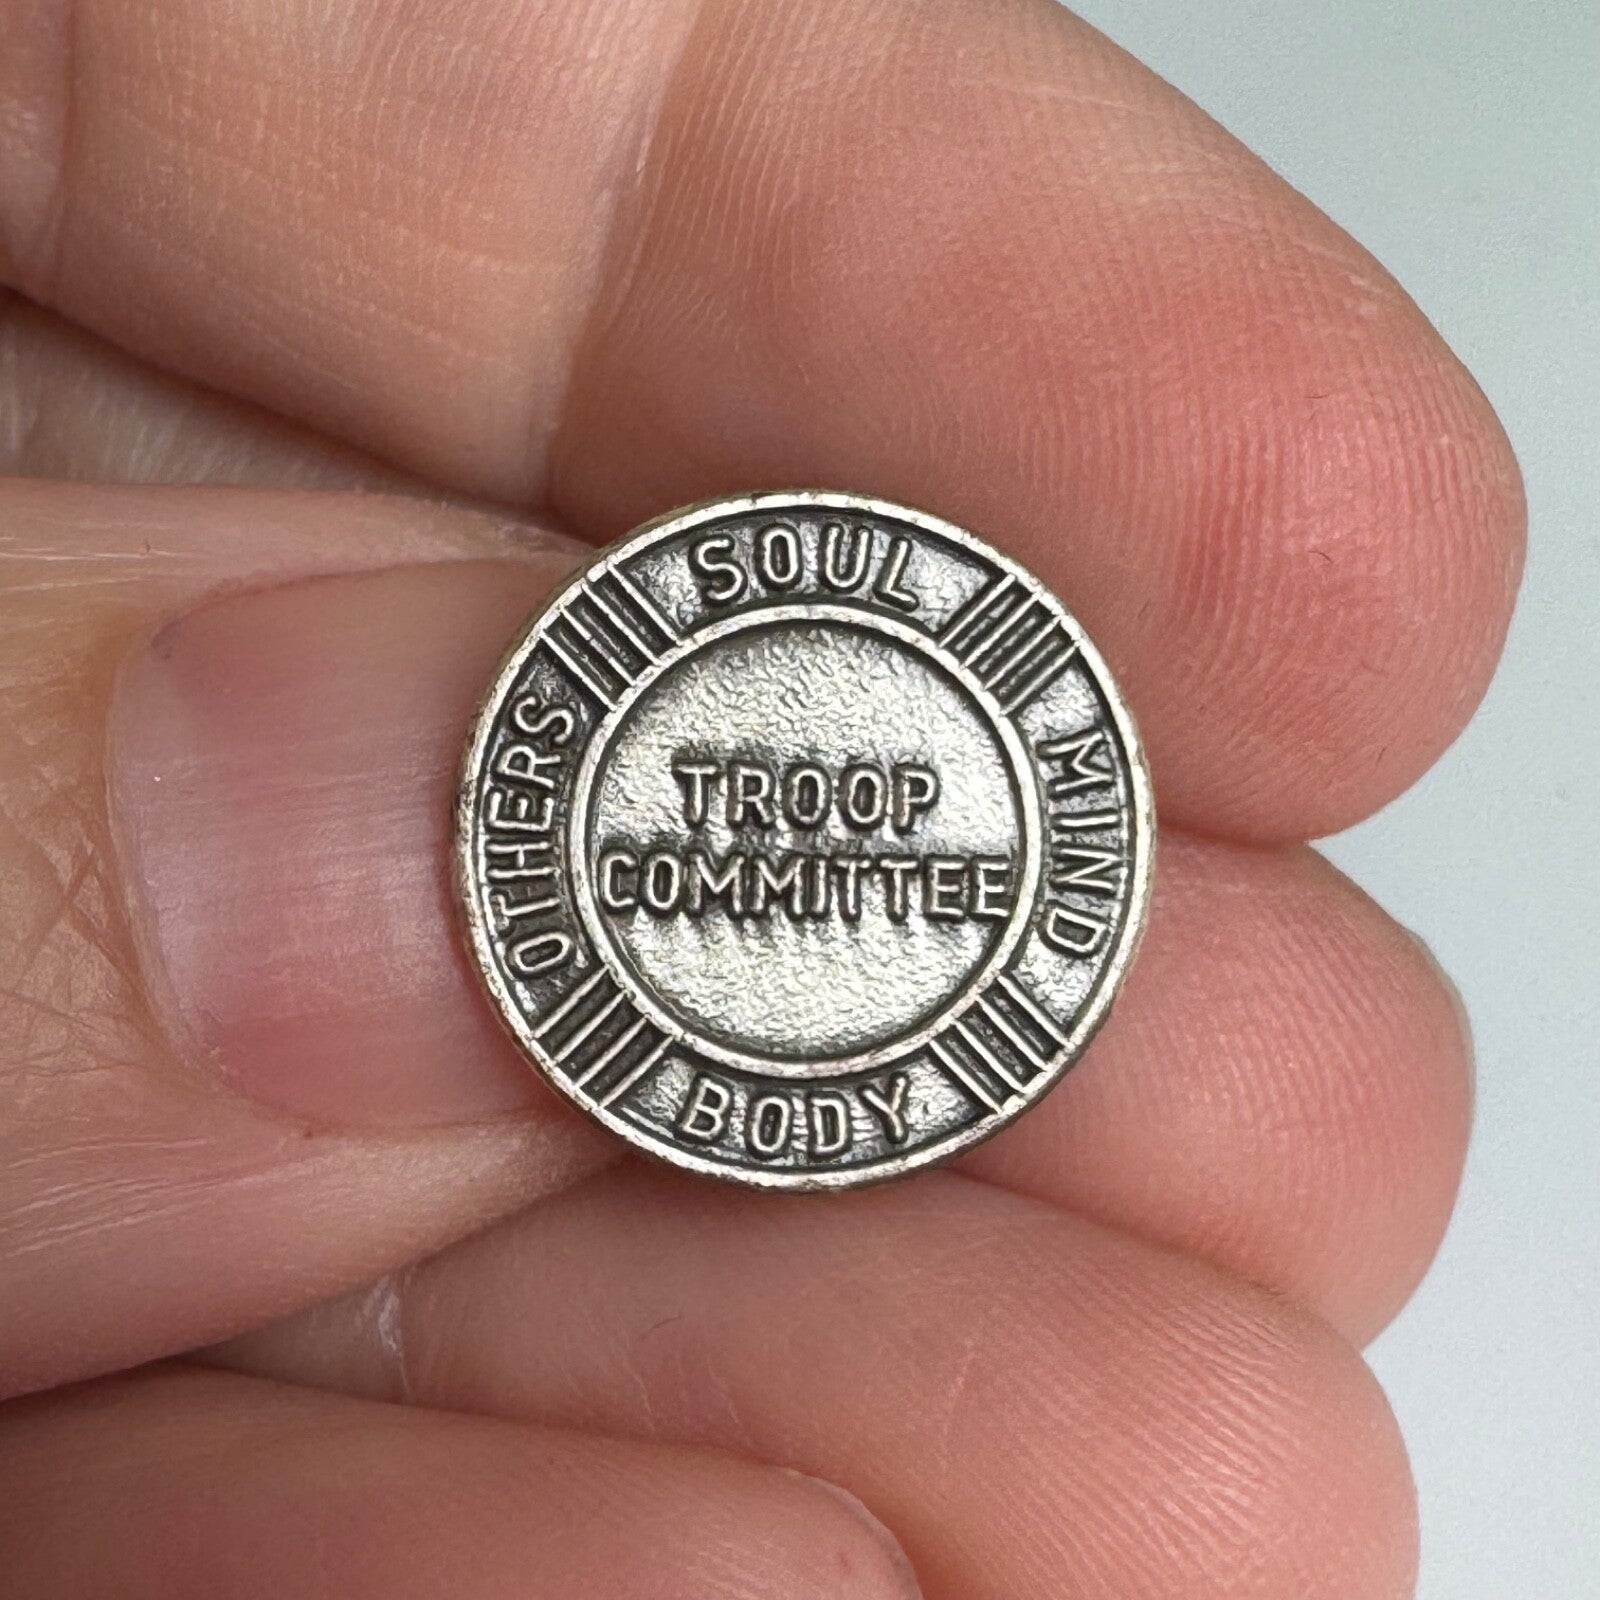 SOUL
MIND
BODY
OTHERS
TROOP
COMMITTEE